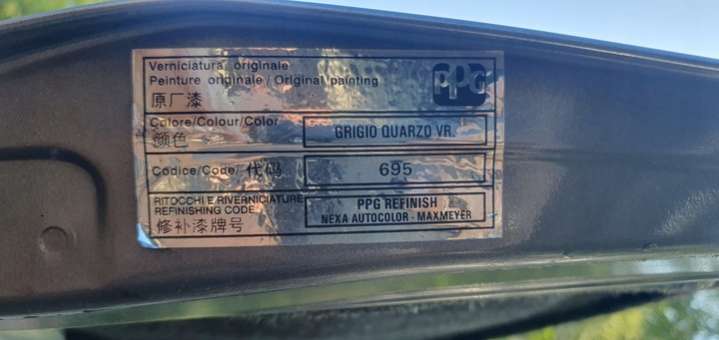 Verniciatura originale
Peinture originale / Original painting
原厂漆
PPG
Colore/Colour/Color
颜色
GRIGIO QUARZO VR.
Codice/Code/ 代码
695
RITOCCHI E RIVERNICIATURE
REFINISHING CODE
修补漆牌号
PPG REFINISH
NEXA AUTOCOLOR - MAXMEYER